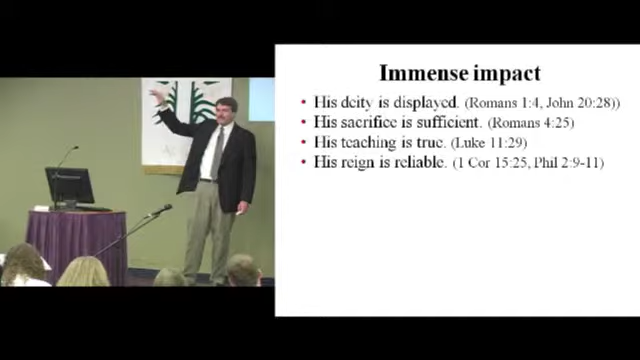 Immense impact
• His deity is displayed. (Romans 1:4, John 20:28))
• His sacrifice is sufficient. (Romans 4:25)
• His teaching is true. (Luke 11:29)
• His reign is reliable. (1 Cor 15:25, Phil 2:9-11)